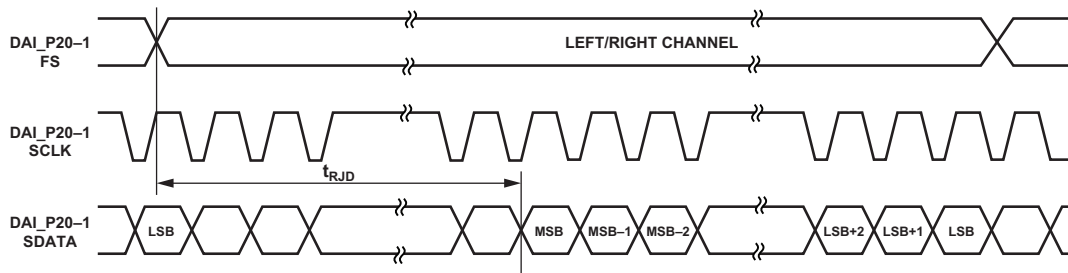 DAI_P20–1
FS
LEFT/RIGHT CHANNEL
DAI_P20–1
SCLK
tRJD
DAI_P20–1
SDATA
LSB
MSB
MSB–1
MSB–2
LSB+2
LSB+1
LSB